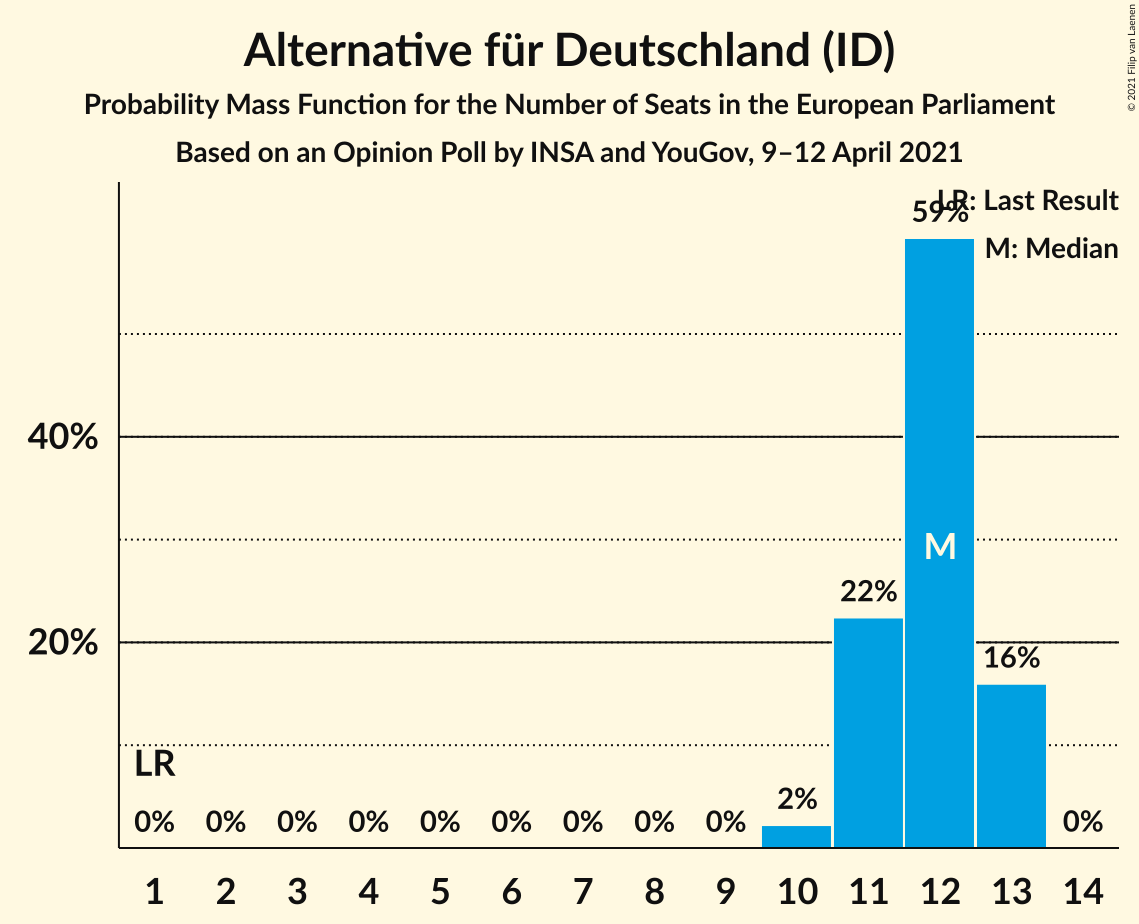 Alternative für Deutschland (ID)
Probability Mass Function for the Number of Seats in the European Parliament
Based on an Opinion Poll by INSA and YouGov, 9–12 April 2021
© 2021 Filip van Laenen
LR: Last Result
M: Median
59%
40%
M
22%
20%
16%
LR
2%
0% 0% 0% 0% 0% 0% 0% 0% 0% 0%
1 2 3 4 5 6 7 8 9 10 11 12 13 14